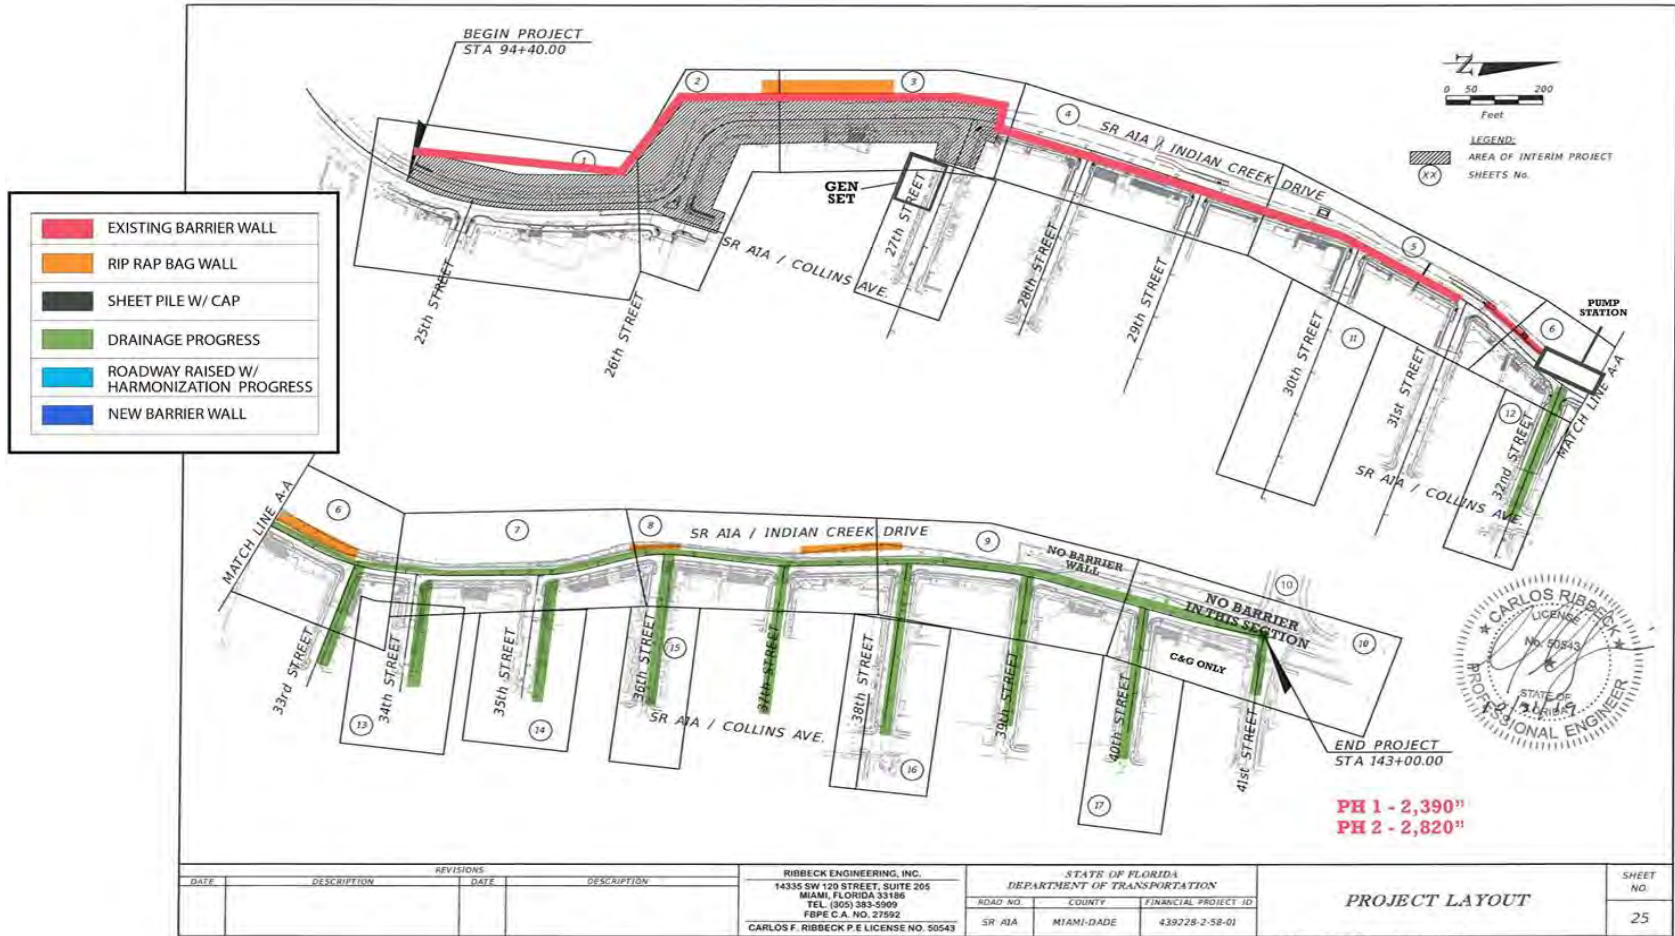 BEGIN PROJECT
STA 94+40.00
2
3
4
1
5
6
SR A1A / INDIAN CREEK DRIVE
Z
0 50 200
Feet
LEGEND:
AREA OF INTERIM PROJECT
XX SHEETS No.
EXISTING BARRIER WALL
RIP RAP BAG WALL
SHEET PILE W/ CAP
DRAINAGE PROGRESS
ROADWAY RAISED W/
HARMONIZATION PROGRESS
NEW BARRIER WALL
GEN
SET
PUMP
STATION
SR A1A / COLLINS AVE.
25th STREET
26th STREET
27th STREET
28th STREET
29th STREET
30th STREET
31st STREET
32nd STREET
11
12
SR A1A / COLLINS AVE.
MATCH LINE A-A
MATCH LINE A-A
6
7
8
SR A1A / INDIAN CREEK DRIVE
9
NO BARRIER
WALL
10
NO BARRIER
IN THIS SECTION
10
C&G ONLY
33rd STREET
34th STREET
35th STREET
36th STREET
37th STREET
38th STREET
39th STREET
40th STREET
41st STREET
13
14
15
16
17
SR A1A / COLLINS AVE.
END PROJECT
STA 143+00.00
CARLOS RIBBECK
LICENSE
No. 50543
STATE OF
FLORIDA
PROFESSIONAL ENGINEER
PH 1 - 2,390"
PH 2 - 2,820"
REVISIONS
DATE DESCRIPTION DATE DESCRIPTION
RIBBECK ENGINEERING, INC.
14335 SW 120 STREET, SUITE 205
MIAMI, FLORIDA 33186
TEL. (305) 383-5909
FBPE C.A. NO. 27592
CARLOS F. RIBBECK P.E LICENSE NO. 50543
STATE OF FLORIDA
DEPARTMENT OF TRANSPORTATION
ROAD NO. COUNTY FINANCIAL PROJECT ID
SR A1A MIAMI-DADE 439228-2-58-01
PROJECT LAYOUT
SHEET
NO.
25